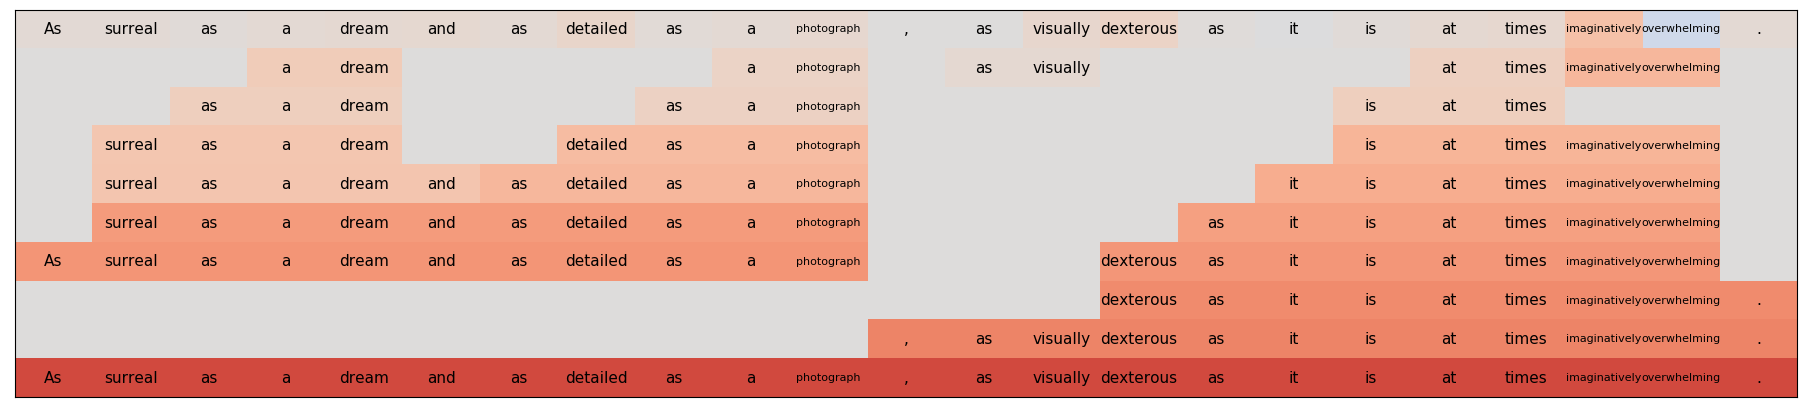 As surreal as a dream and as detailed as a photograph , as visually dexterous as it is at times imaginatively overwhelming .
a dream a photograph as visually at times imaginatively overwhelming
as a dream as a photograph is at times
surreal as a dream detailed as a photograph is at times imaginatively overwhelming
surreal as a dream and as detailed as a photograph it is at times imaginatively overwhelming
surreal as a dream and as detailed as a photograph as it is at times imaginatively overwhelming
As surreal as a dream and as detailed as a photograph dexterous as it is at times imaginatively overwhelming
dexterous as it is at times imaginatively overwhelming .
, as visually dexterous as it is at times imaginatively overwhelming .
As surreal as a dream and as detailed as a photograph , as visually dexterous as it is at times imaginatively overwhelming .